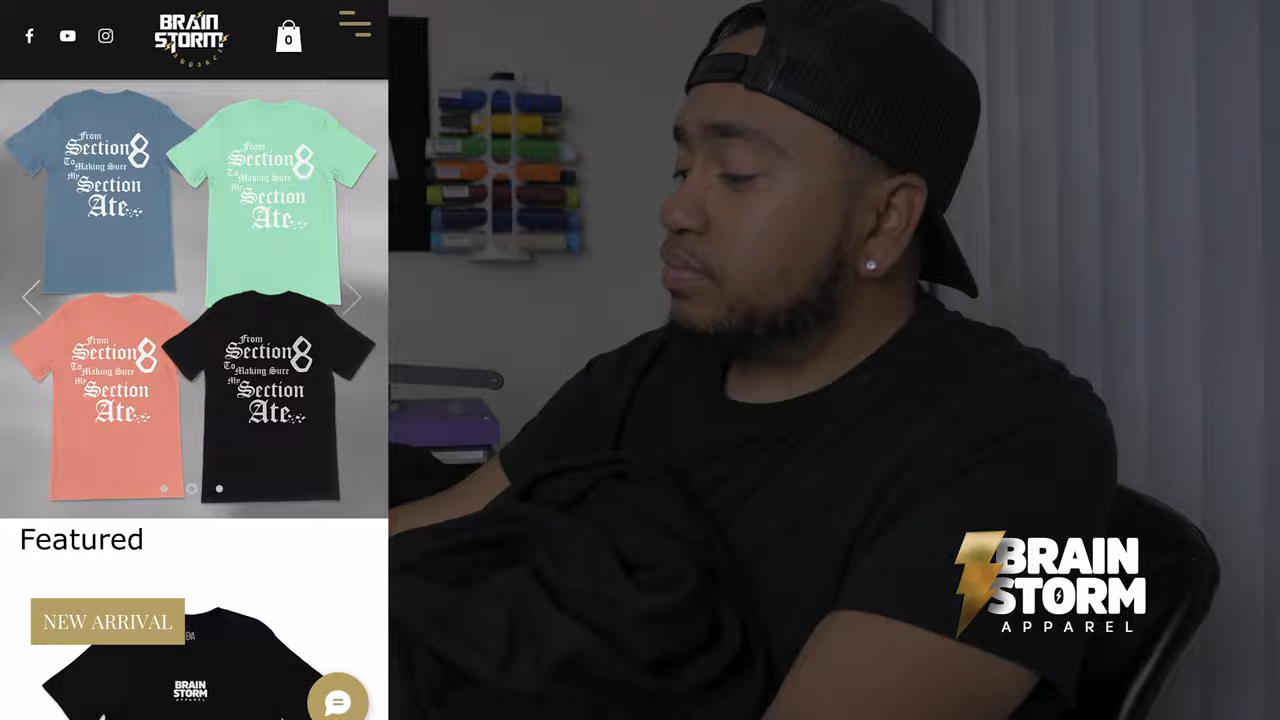 BRAIN
STORM
APPAREL
0
From
Section 8
To Making Sure
My Section
Ate
From
Section 8
To Making Sure
My Section
Ate
From
Section 8
To Making Sure
My Section
Ate
From
Section 8
To Making Sure
My Section
Ate
Featured
NEW ARRIVAL
BRAIN
STORM
APPAREL
BRAIN
STORM
APPAREL